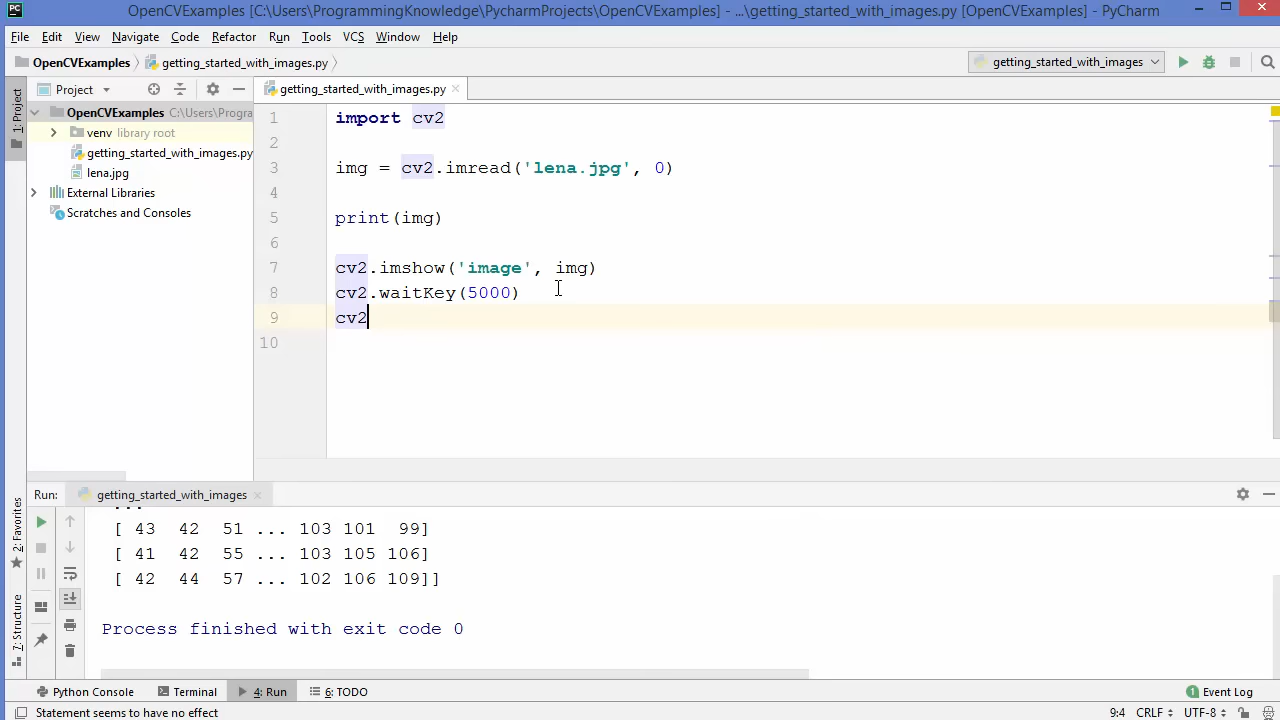 PC OpenCVExamples [C:\Users\ProgrammingKnowledge\PycharmProjects\OpenCVExamples] - ...\getting_started_with_images.py [OpenCVExamples] - PyCharm
File Edit View Navigate Code Refactor Run Tools VCS Window Help
OpenCVExamples getting_started_with_images.py getting_started_with_images
1: Project
Project
getting_started_with_images.py
OpenCVExamples C:\Users\Progra
venv library root
getting_started_with_images.py
lena.jpg
External Libraries
Scratches and Consoles
1 import cv2
2
3 img = cv2.imread('lena.jpg', 0)
4
5 print(img)
6
7 cv2.imshow('image', img)
8 cv2.waitKey(5000)
9 cv2
10
Run: getting_started_with_images
2: Favorites
7: Structure
...
[ 43 42 51 ... 103 101 99]
[ 41 42 55 ... 103 105 106]
[ 42 44 57 ... 102 106 109]]
Process finished with exit code 0
Python Console Terminal 4: Run 6: TODO 1 Event Log
Statement seems to have no effect 9:4 CRLF UTF-8